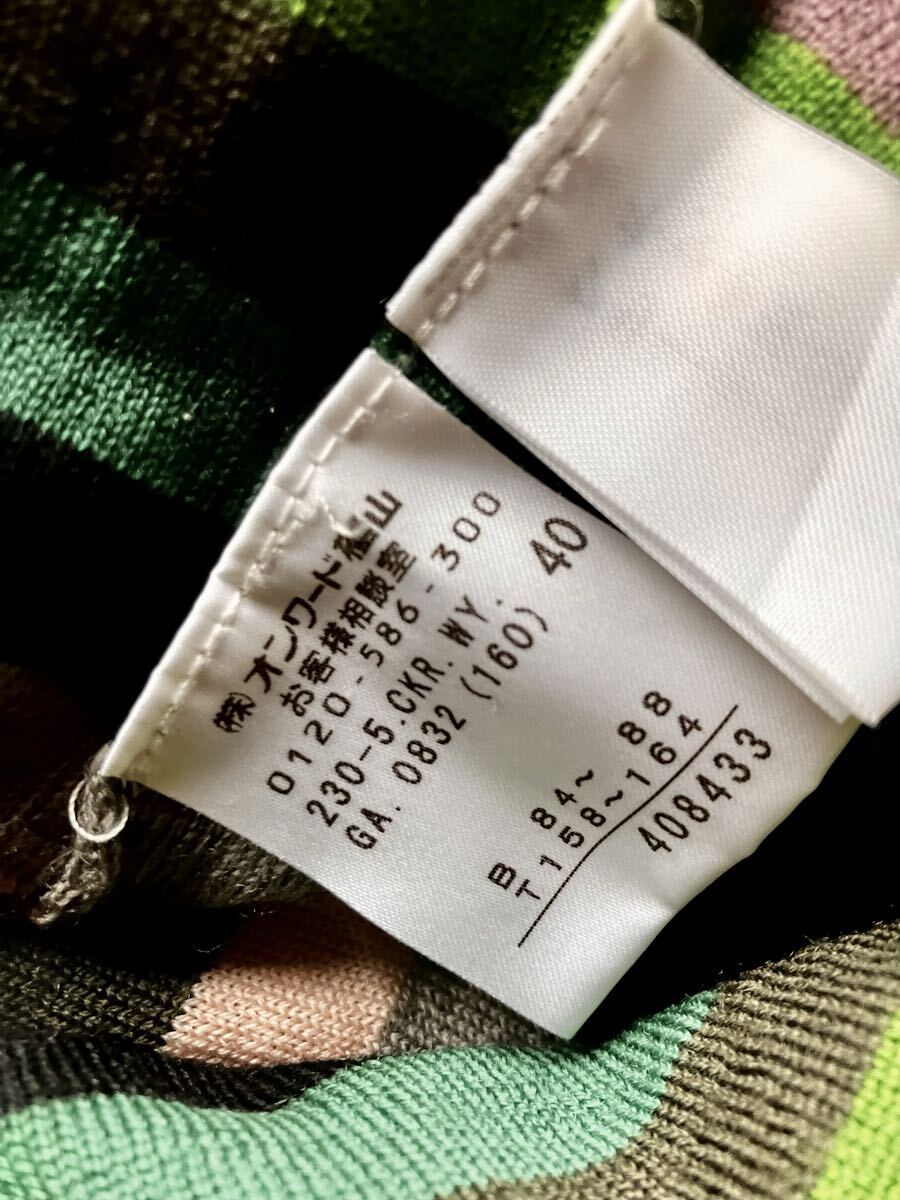 ㈱オンワード樫山
お客様相談室
0120-586-300
230-5.CKR.WY. 40
GA.0832(160)
B 84~ 88
T 158~164
408433